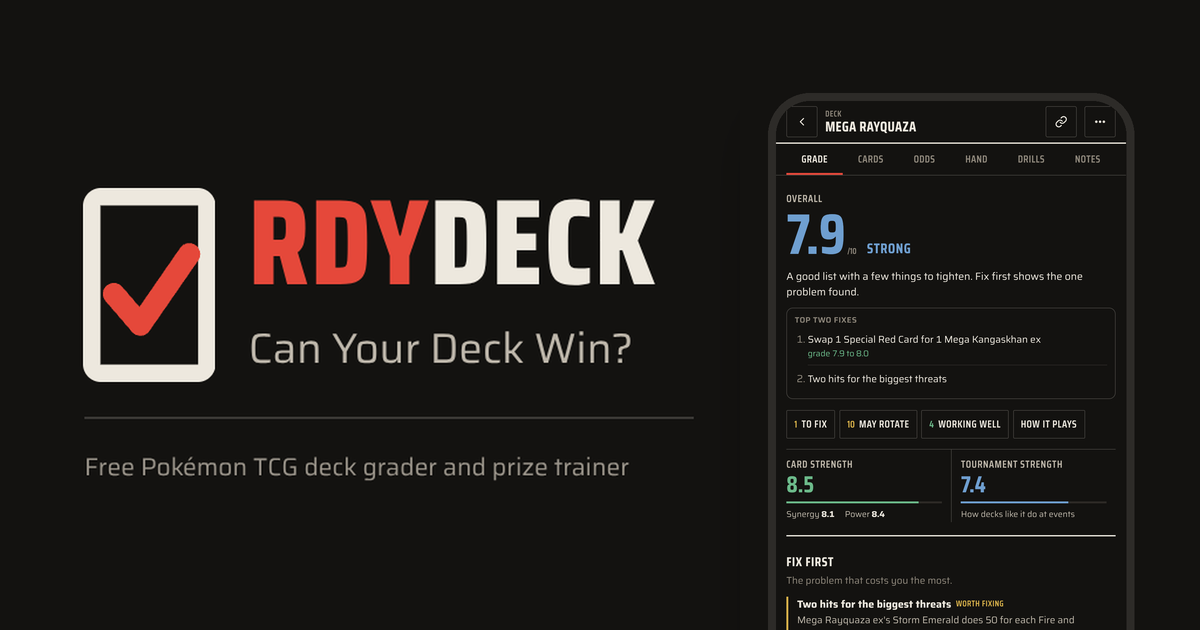 RDYDECK
Can Your Deck Win?
Free Pokémon TCG deck grader and prize trainer
DECK
MEGA RAYQUAZA
GRADE CARDS ODDS HAND DRILLS NOTES
OVERALL
7.9 /10 STRONG
A good list with a few things to tighten. Fix first shows the one
problem found.
TOP TWO FIXES
1. Swap 1 Special Red Card for 1 Mega Kangaskhan ex
grade 7.9 to 8.0
2. Two hits for the biggest threats
1 TO FIX 10 MAY ROTATE 4 WORKING WELL HOW IT PLAYS
CARD STRENGTH
8.5
Synergy 8.1 Power 8.4
TOURNAMENT STRENGTH
7.4
How decks like it do at events
FIX FIRST
The problem that costs you the most.
Two hits for the biggest threats WORTH FIXING
Mega Rayquaza ex's Storm Emerald does 50 for each Fire and